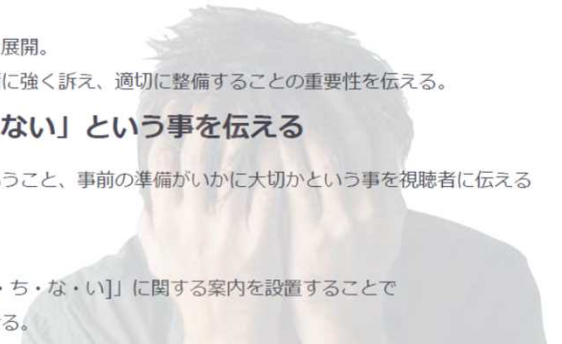 展開。
に強く訴え、適切に整備することの重要性を伝える。
ない」という事を伝える
うこと、事前の準備がいかに大切かという事を視聴者に伝える
・ち・な・い]」に関する案内を設置することで
る。